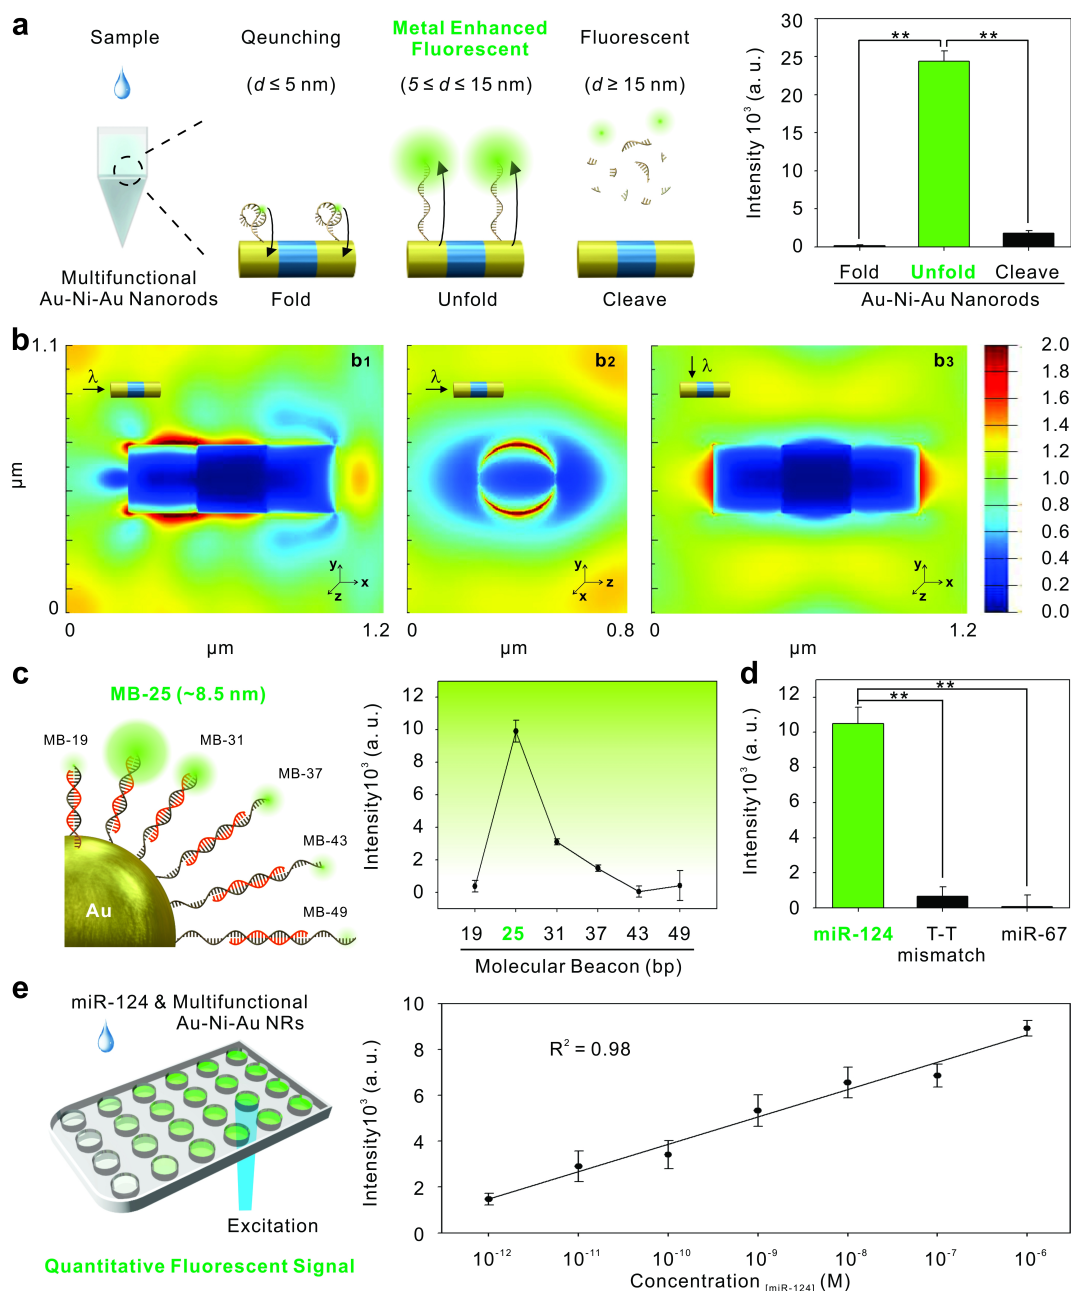 a
Sample
Qeunching
(d ≤ 5 nm)
Metal Enhanced
Fluorescent
(5 ≤ d ≤ 15 nm)
Fluorescent
(d ≥ 15 nm)
Multifunctional
Au-Ni-Au Nanorods
Fold
Unfold
Cleave
Intensity 10³ (a. u.)
30
25
20
15
10
5
0
** **
Fold Unfold Cleave
Au-Ni-Au Nanorods
b
1.1
μm
0
b1
λ
y
x
z
0 1.2
μm
b2
λ
y
z
x
0.8
μm
b3
λ
y
x
z
0 1.2
μm
2.0
1.8
1.6
1.4
1.2
1.0
0.8
0.6
0.4
0.2
0.0
c
MB-25 (~8.5 nm)
MB-19
MB-31
MB-37
MB-43
MB-49
Au
Intensity10³ (a. u.)
12
10
8
6
4
2
0
19 25 31 37 43 49
Molecular Beacon (bp)
d
Intensity10³ (a. u.)
12
10
8
6
4
2
0
**
**
miR-124 T-T miR-67
mismatch
e
miR-124 & Multifunctional
Au-Ni-Au NRs
Excitation
Quantitative Fluorescent Signal
Intensity10³ (a. u.)
10
8
6
4
2
0
R² = 0.98
10⁻¹² 10⁻¹¹ 10⁻¹⁰ 10⁻⁹ 10⁻⁸ 10⁻⁷ 10⁻⁶
Concentration [miR-124] (M)